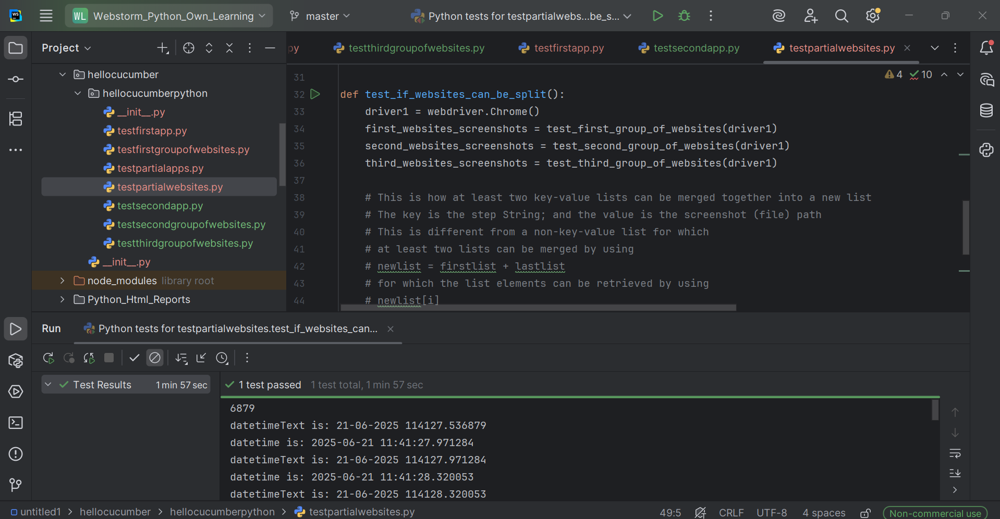 WS
WL Webstorm_Python_Own_Learning
master
Python tests for testpartialwebs...be_s...
Project
py
testthirdgroupofwebsites.py
testfirstapp.py
testsecondapp.py
testpartialwebsites.py
hellocucumber
hellocucumberpython
__init__.py
testfirstapp.py
testfirstgroupofwebsites.py
testpartialapps.py
testpartialwebsites.py
testsecondapp.py
testsecondgroupofwebsites.py
testthirdgroupofwebsites.py
__init__.py
node_modules library root
Python_Html_Reports
4 10
31
32 def test_if_websites_can_be_split():
33 driver1 = webdriver.Chrome()
34 first_websites_screenshots = test_first_group_of_websites(driver1)
35 second_websites_screenshots = test_second_group_of_websites(driver1)
36 third_websites_screenshots = test_third_group_of_websites(driver1)
37
38 # This is how at least two key-value lists can be merged together into a new list
39 # The key is the step String; and the value is the screenshot (file) path
40 # This is different from a non-key-value list for which
41 # at least two lists can be merged by using
42 # newlist = firstlist + lastlist
43 # for which the list elements can be retrieved by using
44 # newlist[i]
Run
Python tests for testpartialwebsites.test_if_websites_can...
Test Results 1 min 57 sec
1 test passed 1 test total, 1 min 57 sec
6879
datetimeText is: 21-06-2025 114127.536879
datetime is: 2025-06-21 11:41:27.971284
datetimeText is: 21-06-2025 114127.971284
datetime is: 2025-06-21 11:41:28.320053
datetimeText is: 21-06-2025 114128.320053
untitled1 > hellocucumber > hellocucumberpython > testpartialwebsites.py
49:5 CRLF UTF-8 4 spaces Non-commercial use